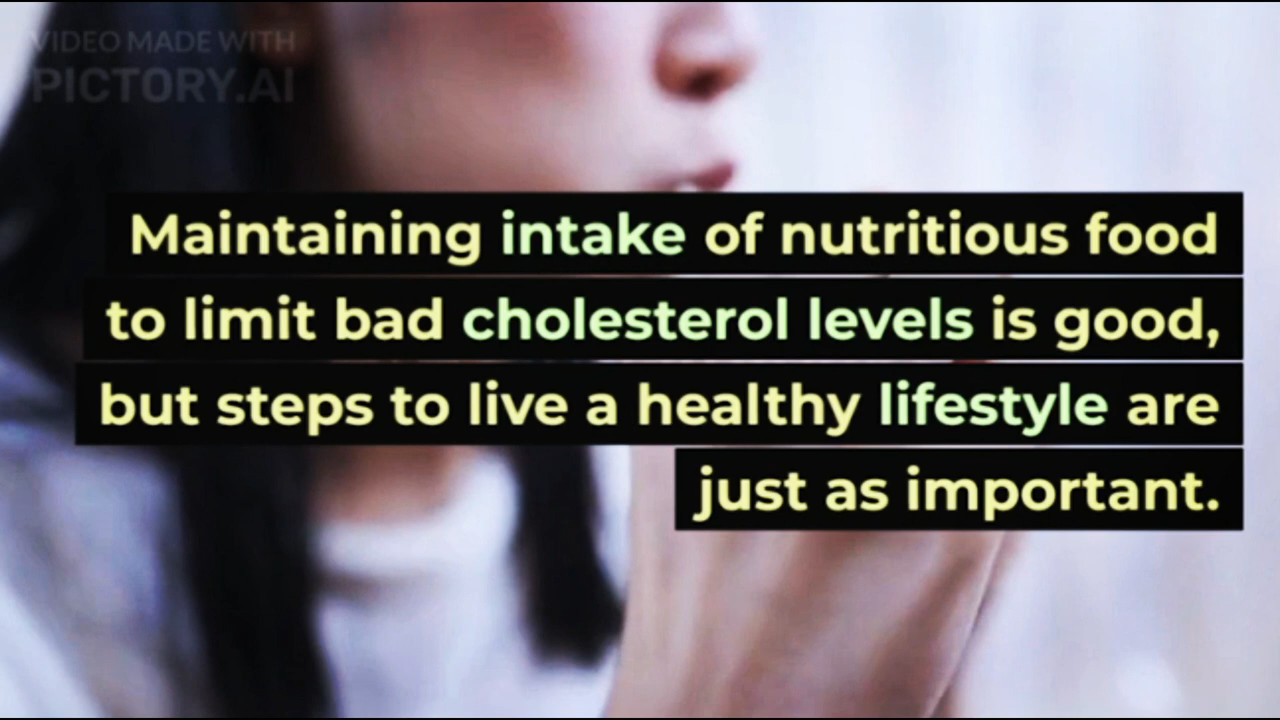 VIDEO MADE WITH
PICTORY.AI
Maintaining intake of nutritious food
to limit bad cholesterol levels is good,
but steps to live a healthy lifestyle are
just as important.